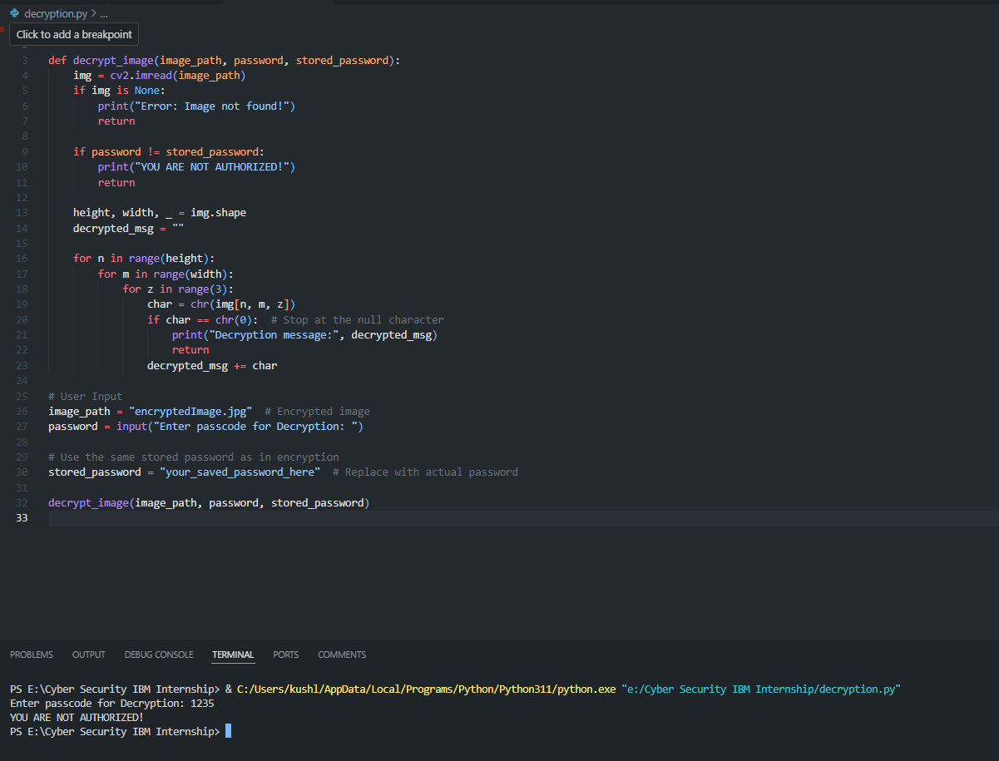 decryption.py > ...
Click to add a breakpoint
2
3 def decrypt_image(image_path, password, stored_password):
4     img = cv2.imread(image_path)
5     if img is None:
6         print("Error: Image not found!")
7         return
8
9     if password != stored_password:
10         print("YOU ARE NOT AUTHORIZED!")
11         return
12
13     height, width, _ = img.shape
14     decrypted_msg = ""
15
16     for n in range(height):
17         for m in range(width):
18             for z in range(3):
19                 char = chr(img[n, m, z])
20                 if char == chr(0):  # Stop at the null character
21                     print("Decryption message:", decrypted_msg)
22                     return
23                 decrypted_msg += char
24
25 # User Input
26 image_path = "encryptedImage.jpg"  # Encrypted image
27 password = input("Enter passcode for Decryption: ")
28
29 # Use the same stored password as in encryption
30 stored_password = "your_saved_password_here"  # Replace with actual password
31
32 decrypt_image(image_path, password, stored_password)
33
PROBLEMS OUTPUT DEBUG CONSOLE TERMINAL PORTS COMMENTS
PS E:\Cyber Security IBM Internship> & C:/Users/kushl/AppData/Local/Programs/Python/Python311/python.exe "e:/Cyber Security IBM Internship/decryption.py"
Enter passcode for Decryption: 1235
YOU ARE NOT AUTHORIZED!
PS E:\Cyber Security IBM Internship>